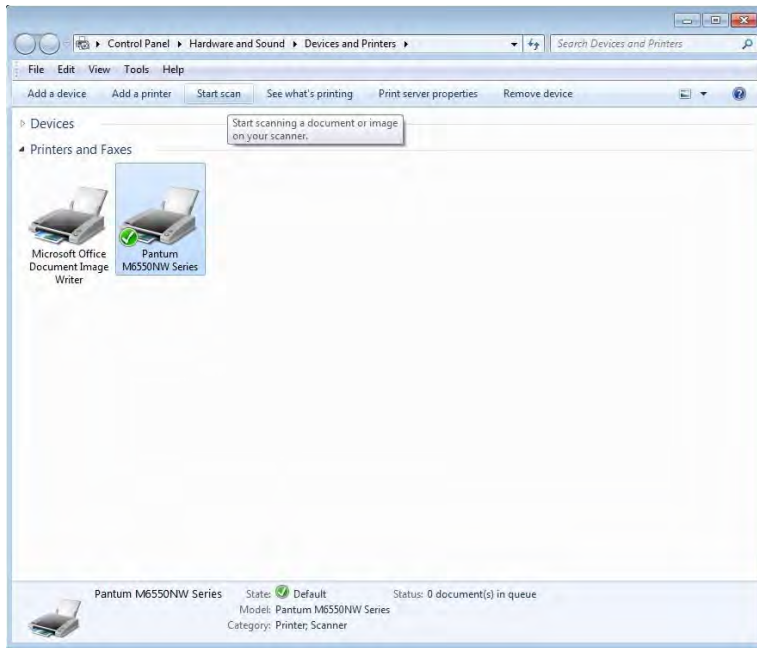 Control Panel ▸ Hardware and Sound ▸ Devices and Printers ▸ Search Devices and Printers
File Edit View Tools Help
Add a device Add a printer Start scan See what's printing Print server properties Remove device
Devices
Start scanning a document or image
on your scanner.
Printers and Faxes
Microsoft Office
Document Image
Writer
Pantum
M6550NW Series
Pantum M6550NW Series State: Default Status: 0 document(s) in queue
Model: Pantum M6550NW Series
Category: Printer; Scanner